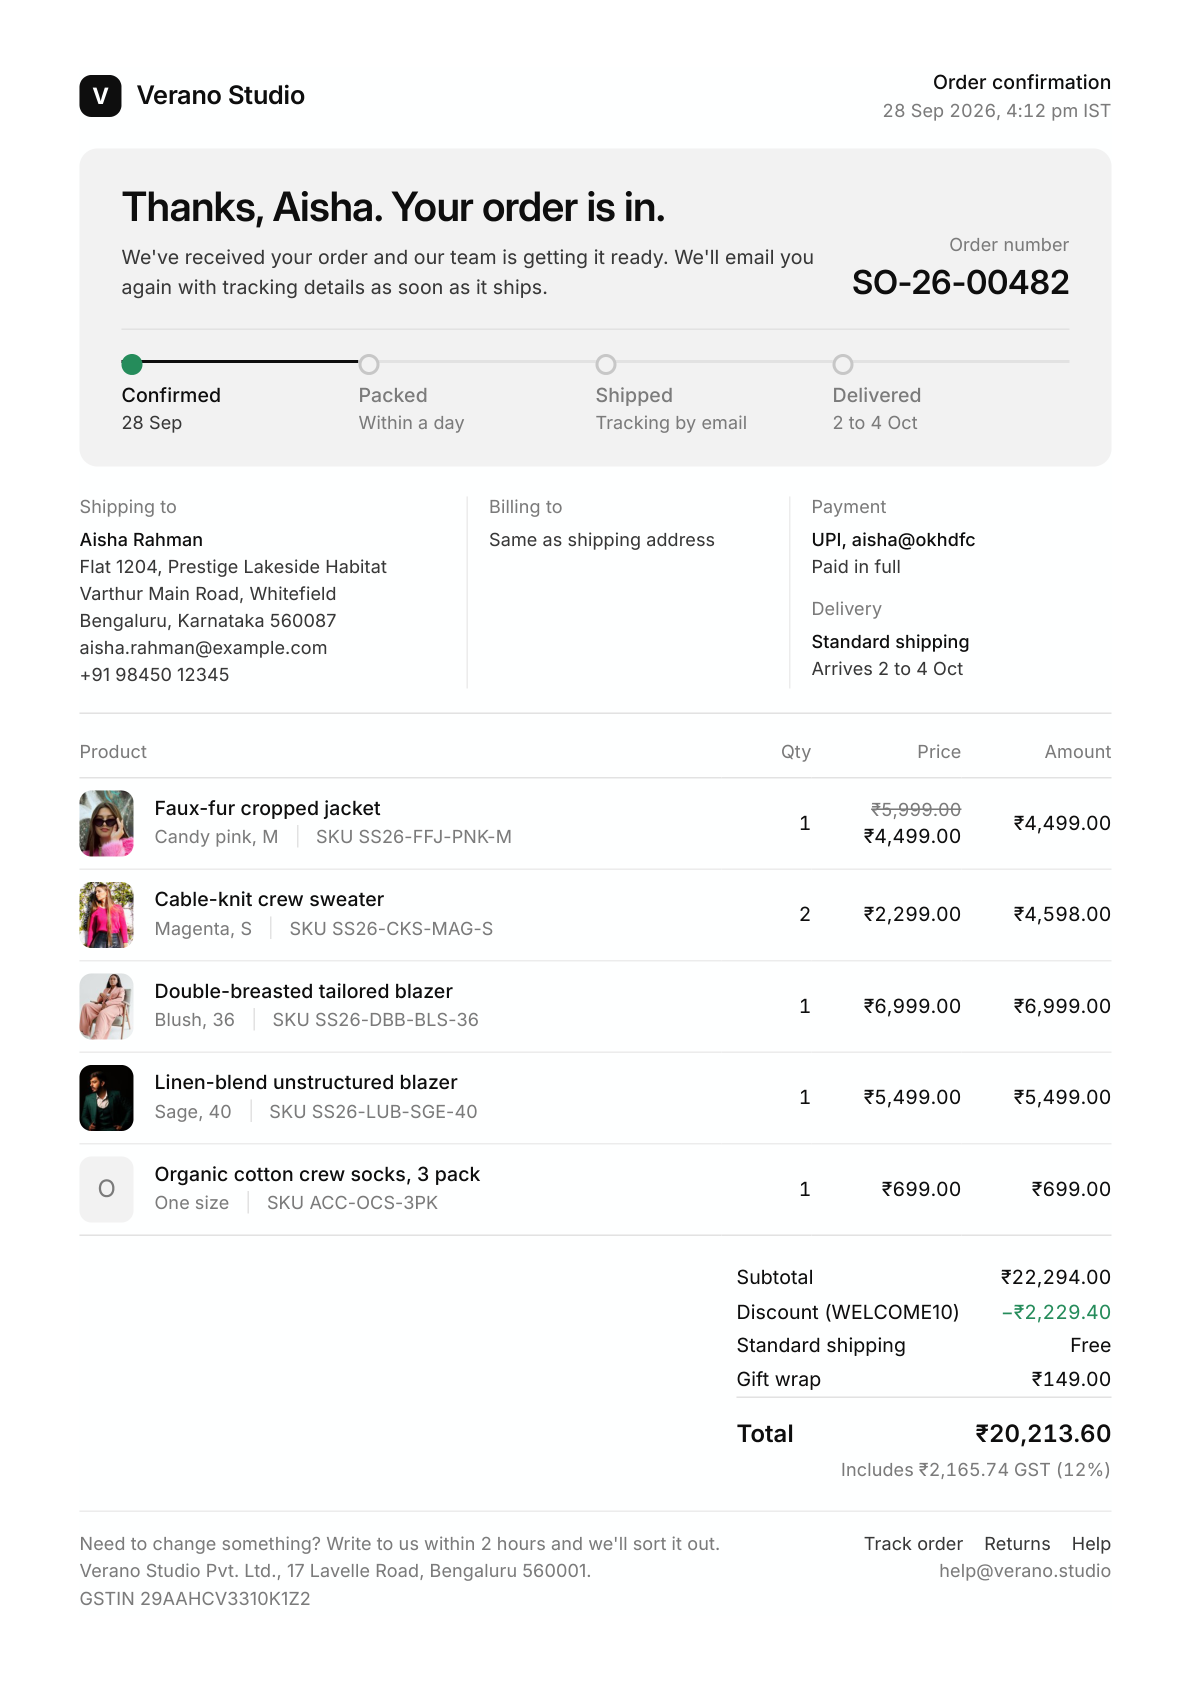 V
Verano Studio
Order confirmation
28 Sep 2026, 4:12 pm IST
Thanks, Aisha. Your order is in.
We've received your order and our team is getting it ready. We'll email you
again with tracking details as soon as it ships.
Order number
SO-26-00482
Confirmed
28 Sep
Packed
Within a day
Shipped
Tracking by email
Delivered
2 to 4 Oct
Shipping to
Aisha Rahman
Flat 1204, Prestige Lakeside Habitat
Varthur Main Road, Whitefield
Bengaluru, Karnataka 560087
aisha.rahman@example.com
+91 98450 12345
Billing to
Same as shipping address
Payment
UPI, aisha@okhdfc
Paid in full
Delivery
Standard shipping
Arrives 2 to 4 Oct
Product Qty Price Amount
Faux-fur cropped jacket
Candy pink, M SKU SS26-FFJ-PNK-M
1
₹5,999.00
₹4,499.00
₹4,499.00
Cable-knit crew sweater
Magenta, S SKU SS26-CKS-MAG-S
2 ₹2,299.00 ₹4,598.00
Double-breasted tailored blazer
Blush, 36 SKU SS26-DBB-BLS-36
1 ₹6,999.00 ₹6,999.00
Linen-blend unstructured blazer
Sage, 40 SKU SS26-LUB-SGE-40
1 ₹5,499.00 ₹5,499.00
O
Organic cotton crew socks, 3 pack
One size SKU ACC-OCS-3PK
1 ₹699.00 ₹699.00
Subtotal ₹22,294.00
Discount (WELCOME10) −₹2,229.40
Standard shipping Free
Gift wrap ₹149.00
Total ₹20,213.60
Includes ₹2,165.74 GST (12%)
Need to change something? Write to us within 2 hours and we'll sort it out.
Verano Studio Pvt. Ltd., 17 Lavelle Road, Bengaluru 560001.
GSTIN 29AAHCV3310K1Z2
Track order Returns Help
help@verano.studio